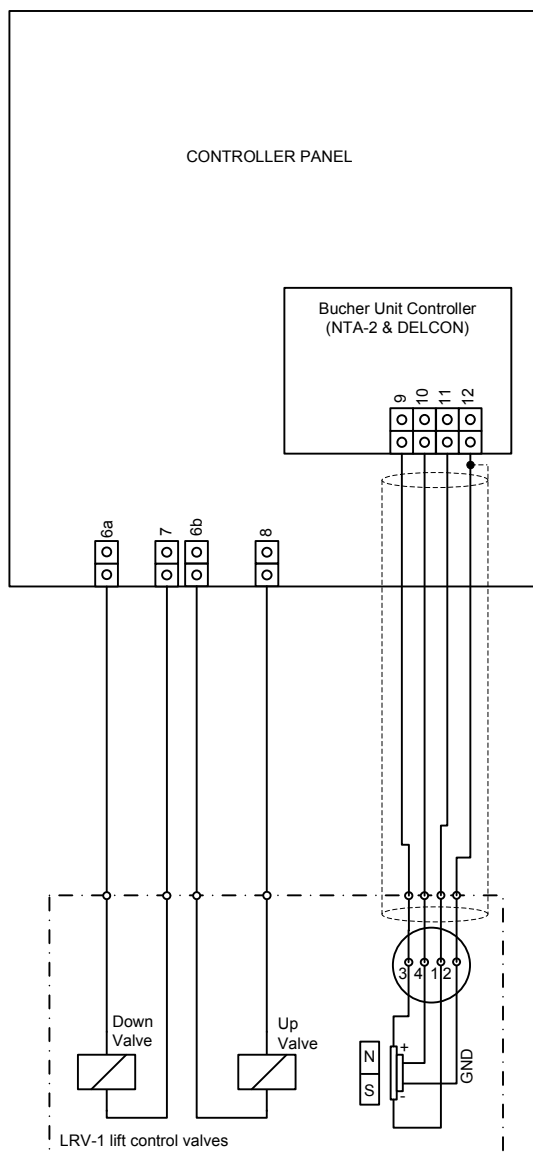 CONTROLLER PANEL
Bucher Unit Controller
(NTA-2 & DELCON)
9 10 11 12
6a 7 6b 8
3 4 1 2
Down
Valve
Up
Valve
N
S
+
-
GND
LRV-1 lift control valves